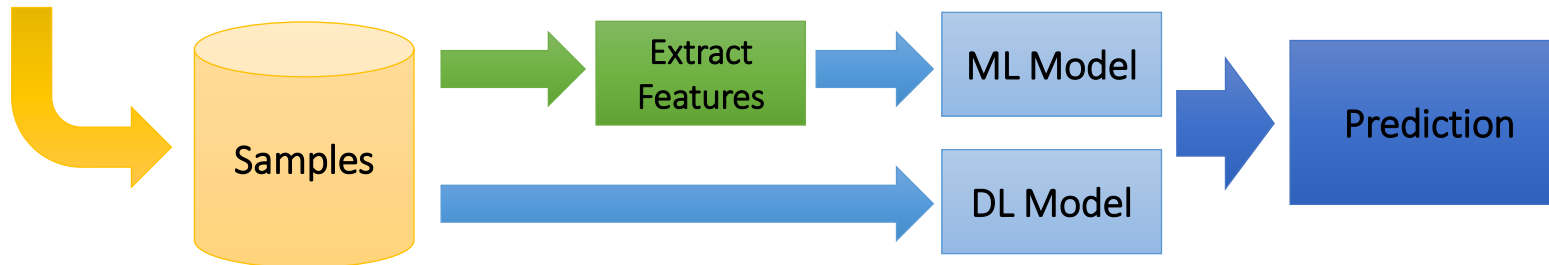 Samples
Extract
Features
ML Model
DL Model
Prediction